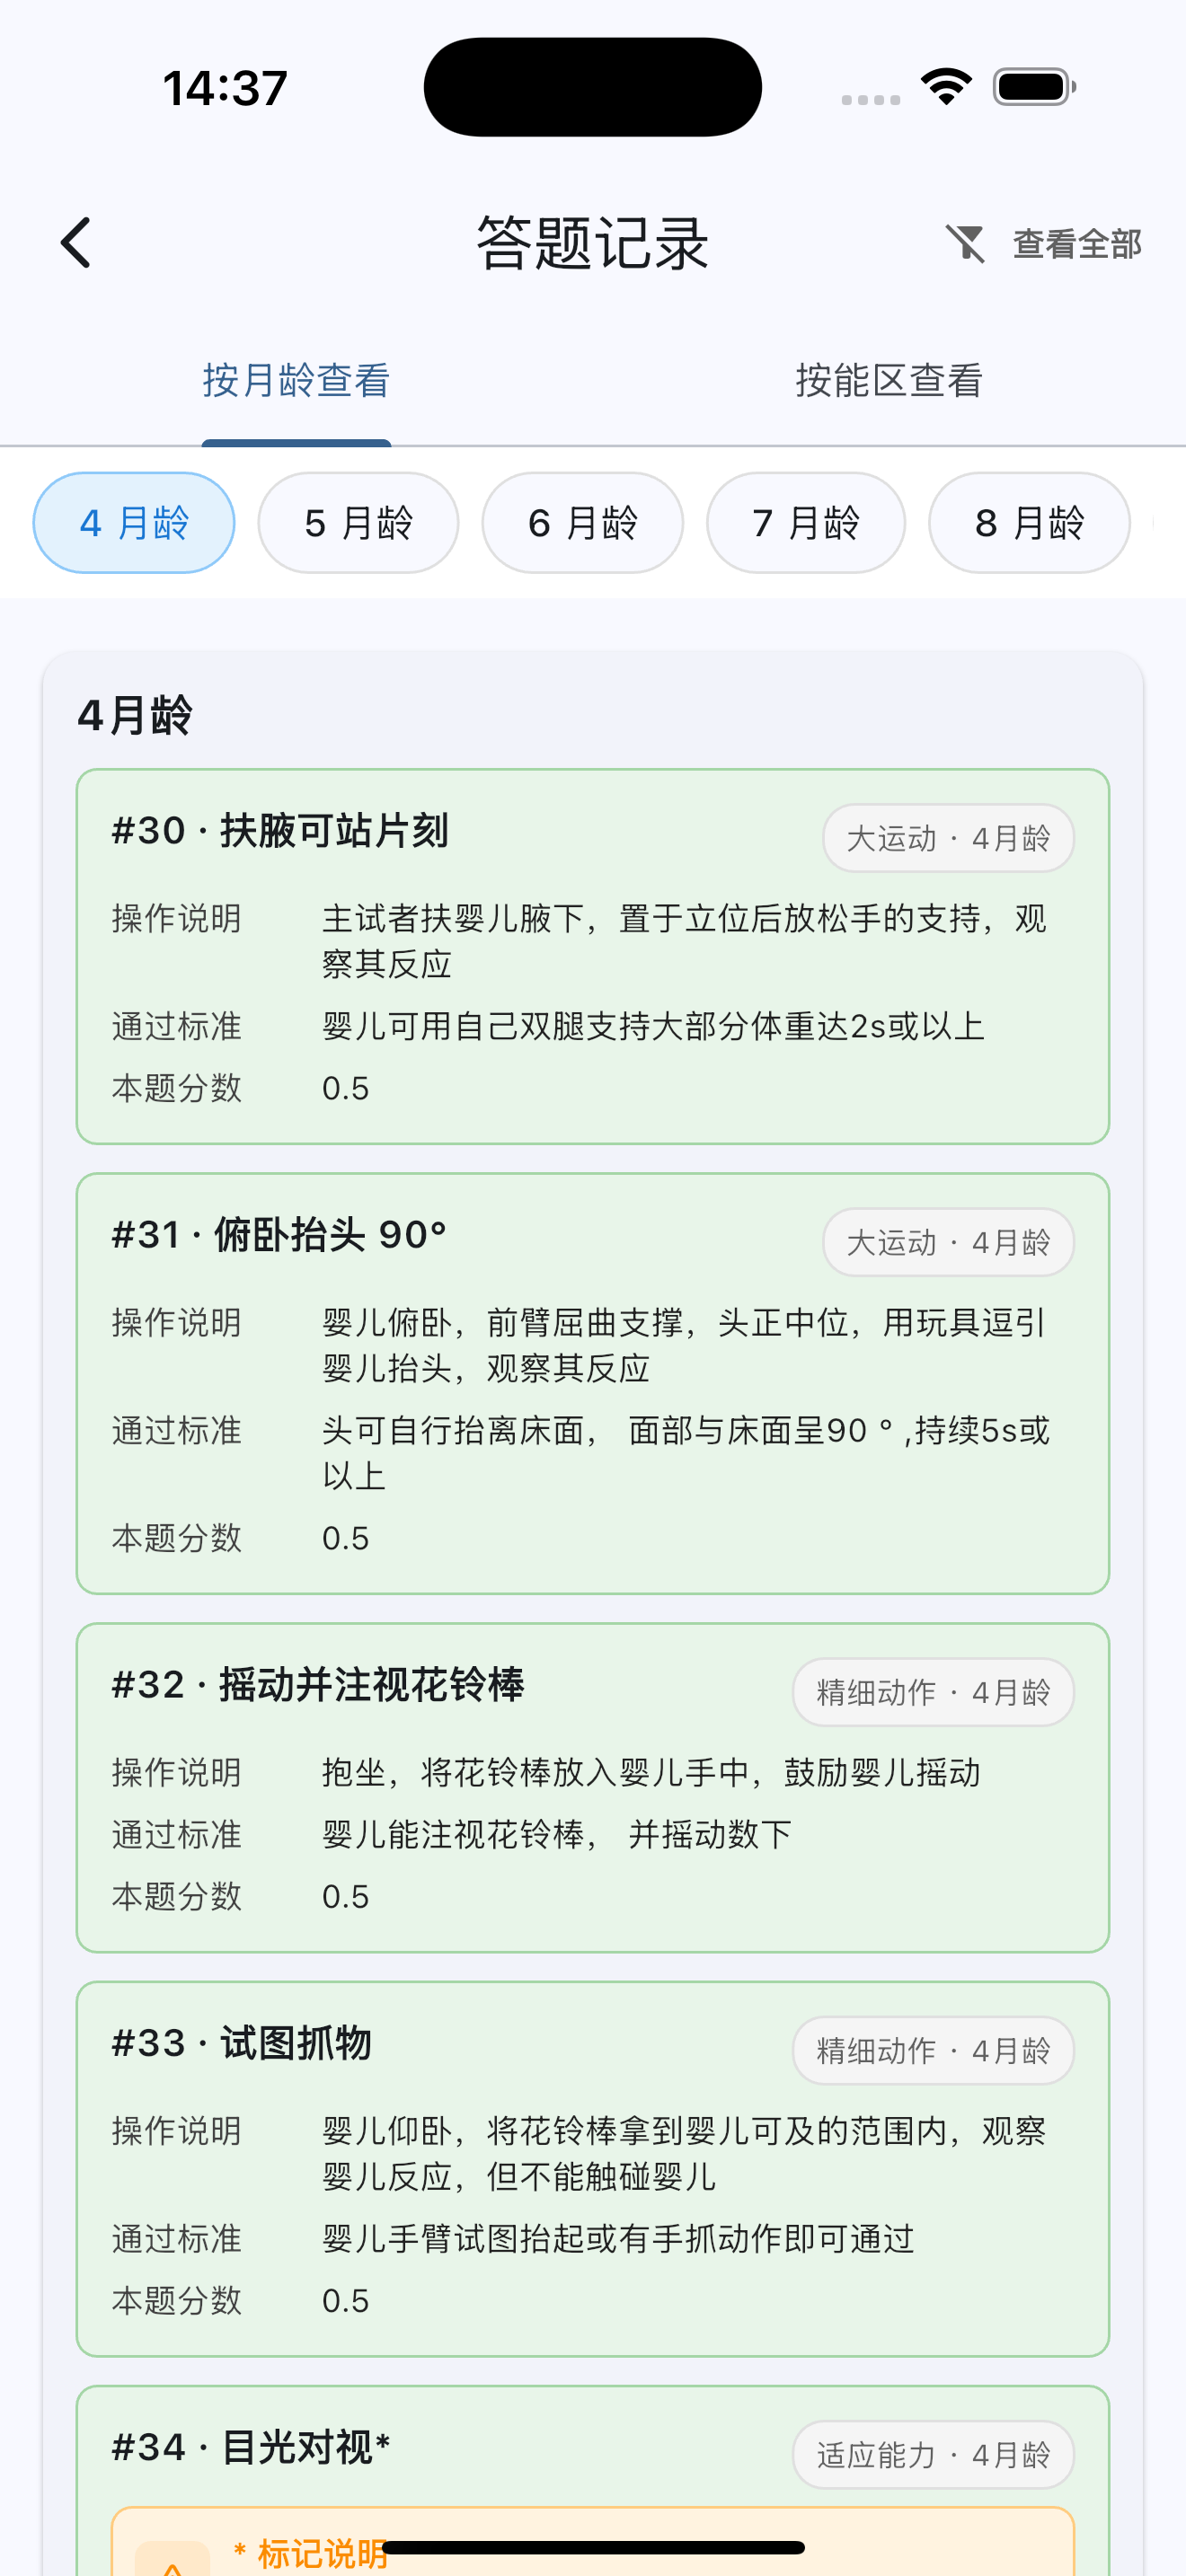 14:37
答题记录
查看全部
按月龄查看
按能区查看
4 月龄
5 月龄
6 月龄
7 月龄
8 月龄
4月龄
#30 · 扶腋可站片刻
大运动 · 4月龄
操作说明
主试者扶婴儿腋下，置于立位后放松手的支持，观
察其反应
通过标准
婴儿可用自己双腿支持大部分体重达2s或以上
本题分数
0.5
#31 · 俯卧抬头 90°
大运动 · 4月龄
操作说明
婴儿俯卧，前臂屈曲支撑，头正中位，用玩具逗引
婴儿抬头，观察其反应
通过标准
头可自行抬离床面， 面部与床面呈90 ° ,持续5s或
以上
本题分数
0.5
#32 · 摇动并注视花铃棒
精细动作 · 4月龄
操作说明
抱坐，将花铃棒放入婴儿手中，鼓励婴儿摇动
通过标准
婴儿能注视花铃棒， 并摇动数下
本题分数
0.5
#33 · 试图抓物
精细动作 · 4月龄
操作说明
婴儿仰卧，将花铃棒拿到婴儿可及的范围内，观察
婴儿反应，但不能触碰婴儿
通过标准
婴儿手臂试图抬起或有手抓动作即可通过
本题分数
0.5
#34 · 目光对视*
适应能力 · 4月龄
* 标记说明